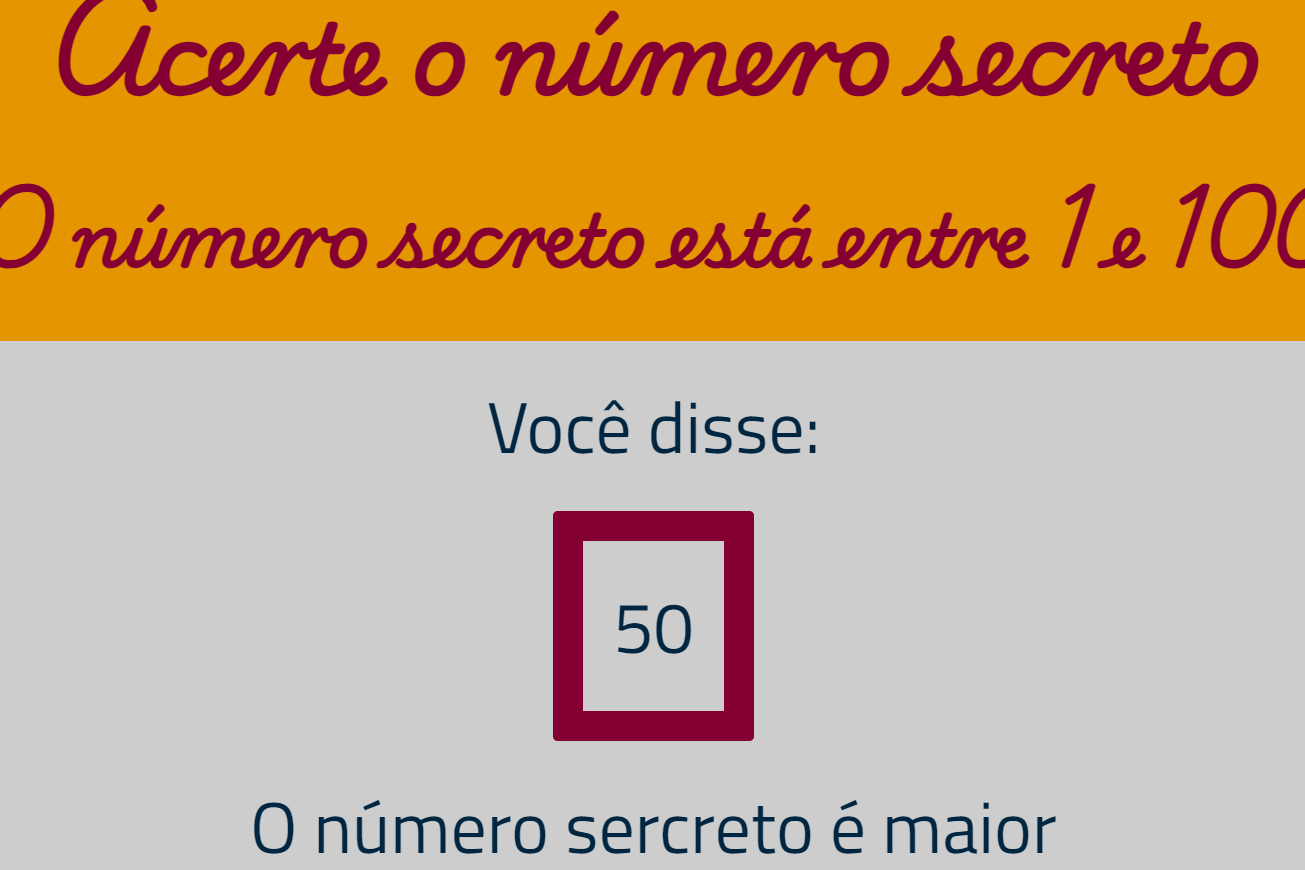 Acerte o número secreto
O número secreto está entre 1 e 100
Você disse:
50
O número sercreto é maior